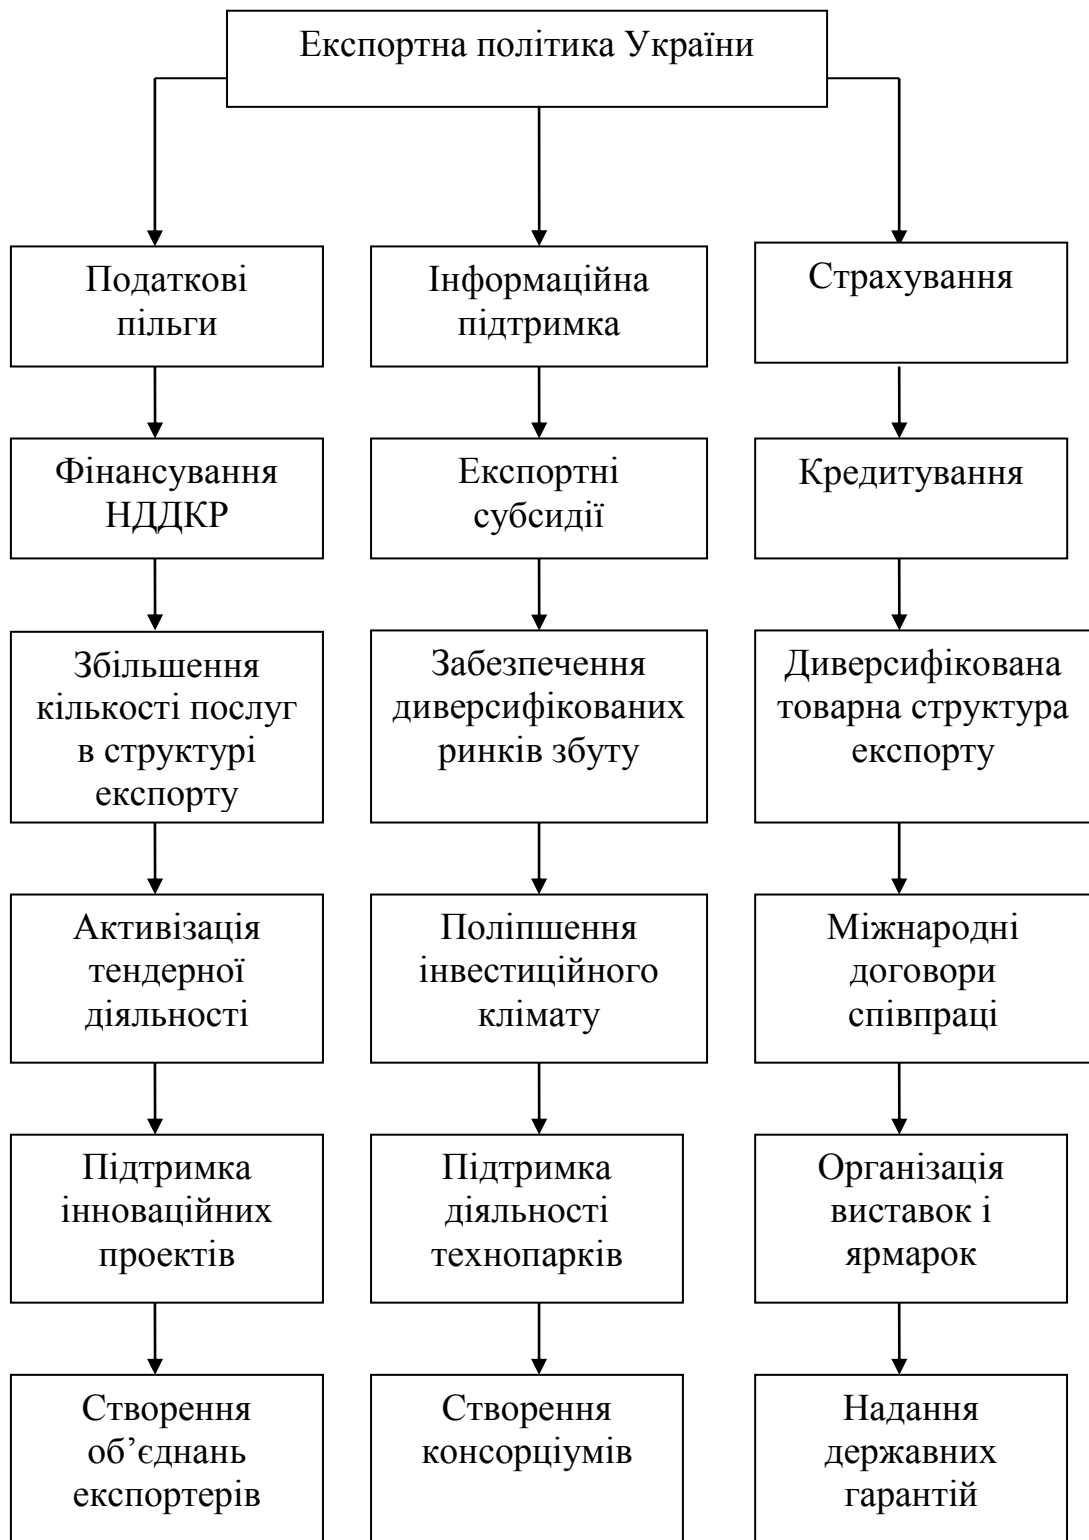 Експортна політика України
Податкові
пільги
Інформаційна
підтримка
Страхування
Фінансування
НДДКР
Експортні
субсидії
Кредитування
Збільшення
кількості послуг
в структурі
експорту
Забезпечення
диверсифікованих
ринків збуту
Диверсифікована
товарна структура
експорту
Активізація
тендерної
діяльності
Поліпшення
інвестиційного
клімату
Міжнародні
договори
співпраці
Підтримка
інноваційних
проектів
Підтримка
діяльності
технопарків
Організація
виставок і
ярмарок
Створення
об’єднань
експортерів
Створення
консорціумів
Надання
державних
гарантій